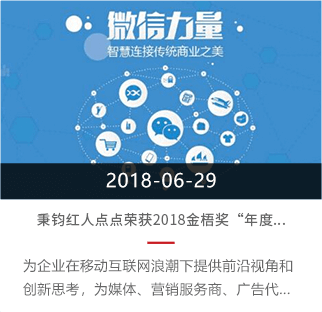 微信力量
智慧连接传统商业之美
2018-06-29
秉钧红人点点荣获2018金梧奖“年度...
为企业在移动互联网浪潮下提供前沿视角和
创新思考，为媒体、营销服务商、广告代...